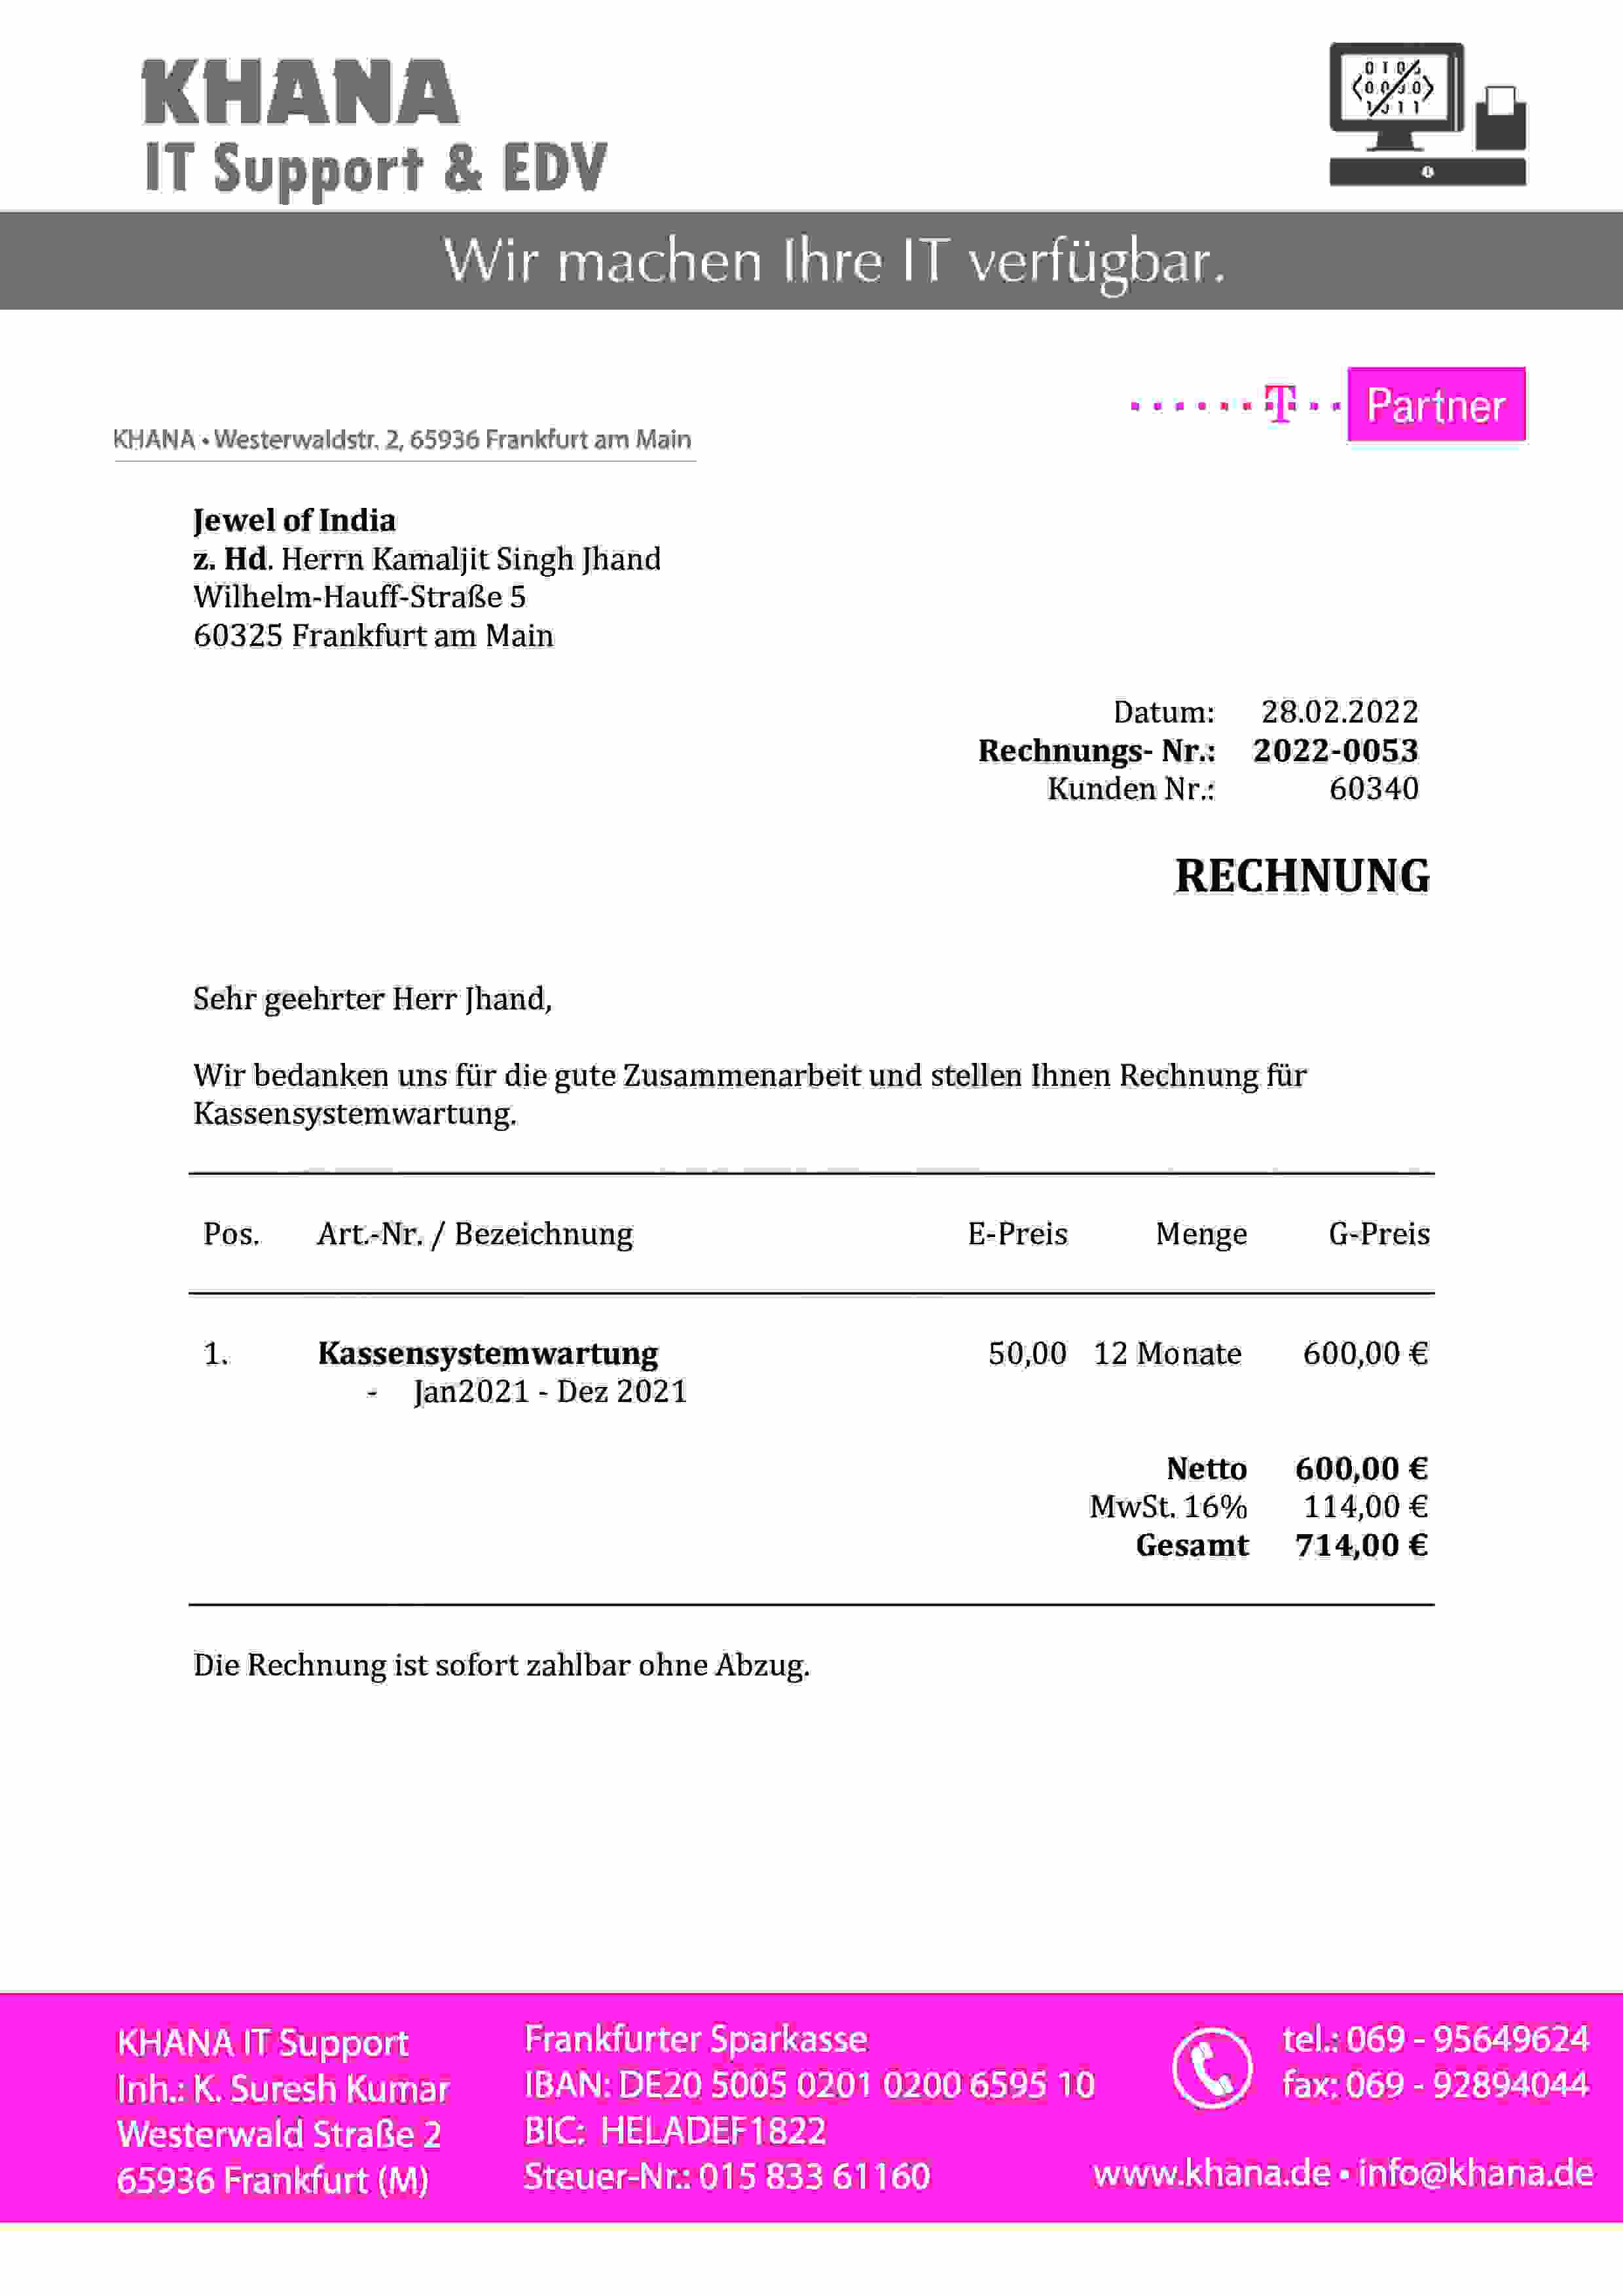 KHANA
IT Support & EDV
Wir machen Ihre IT verfügbar.
T Partner
KHANA • Westerwaldstr. 2, 65936 Frankfurt am Main
Jewel of India
z. Hd. Herrn Kamaljit Singh Jhand
Wilhelm-Hauff-Straße 5
60325 Frankfurt am Main
Datum: 28.02.2022
Rechnungs- Nr.: 2022-0053
Kunden Nr.: 60340
RECHNUNG
Sehr geehrter Herr Jhand,
Wir bedanken uns für die gute Zusammenarbeit und stellen Ihnen Rechnung für
Kassensystemwartung.
Pos. Art.-Nr. / Bezeichnung E-Preis Menge G-Preis
1. Kassensystemwartung 50,00 12 Monate 600,00 €
- Jan2021 - Dez 2021
Netto 600,00 €
MwSt. 16% 114,00 €
Gesamt 714,00 €
Die Rechnung ist sofort zahlbar ohne Abzug.
KHANA IT Support
Inh.: K. Suresh Kumar
Westerwald Straße 2
65936 Frankfurt (M)
Frankfurter Sparkasse
IBAN: DE20 5005 0201 0200 6595 10
BIC: HELADEF1822
Steuer-Nr.: 015 833 61160
tel.: 069 - 95649624
fax: 069 - 92894044
www.khana.de • info@khana.de